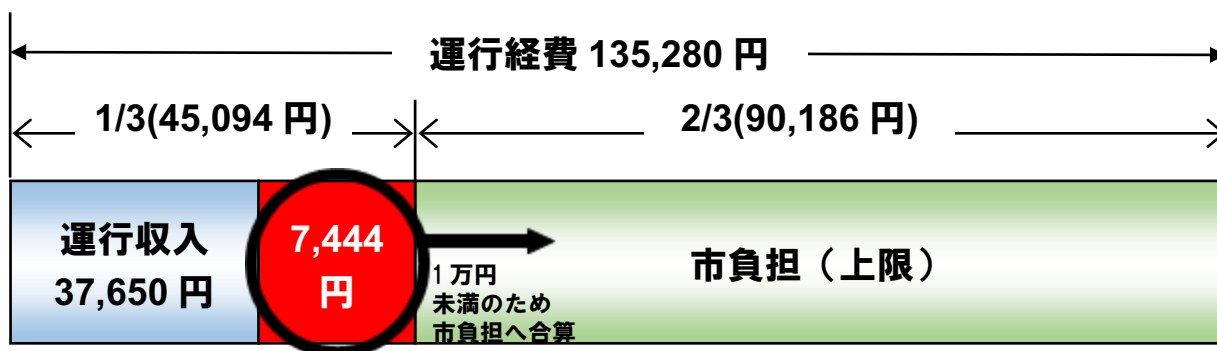 運行経費 135,280 円
1/3(45,094 円)
2/3(90,186 円)
運行収入
37,650 円
7,444
円
1 万円
未満のため
市負担へ合算
市負担（上限）